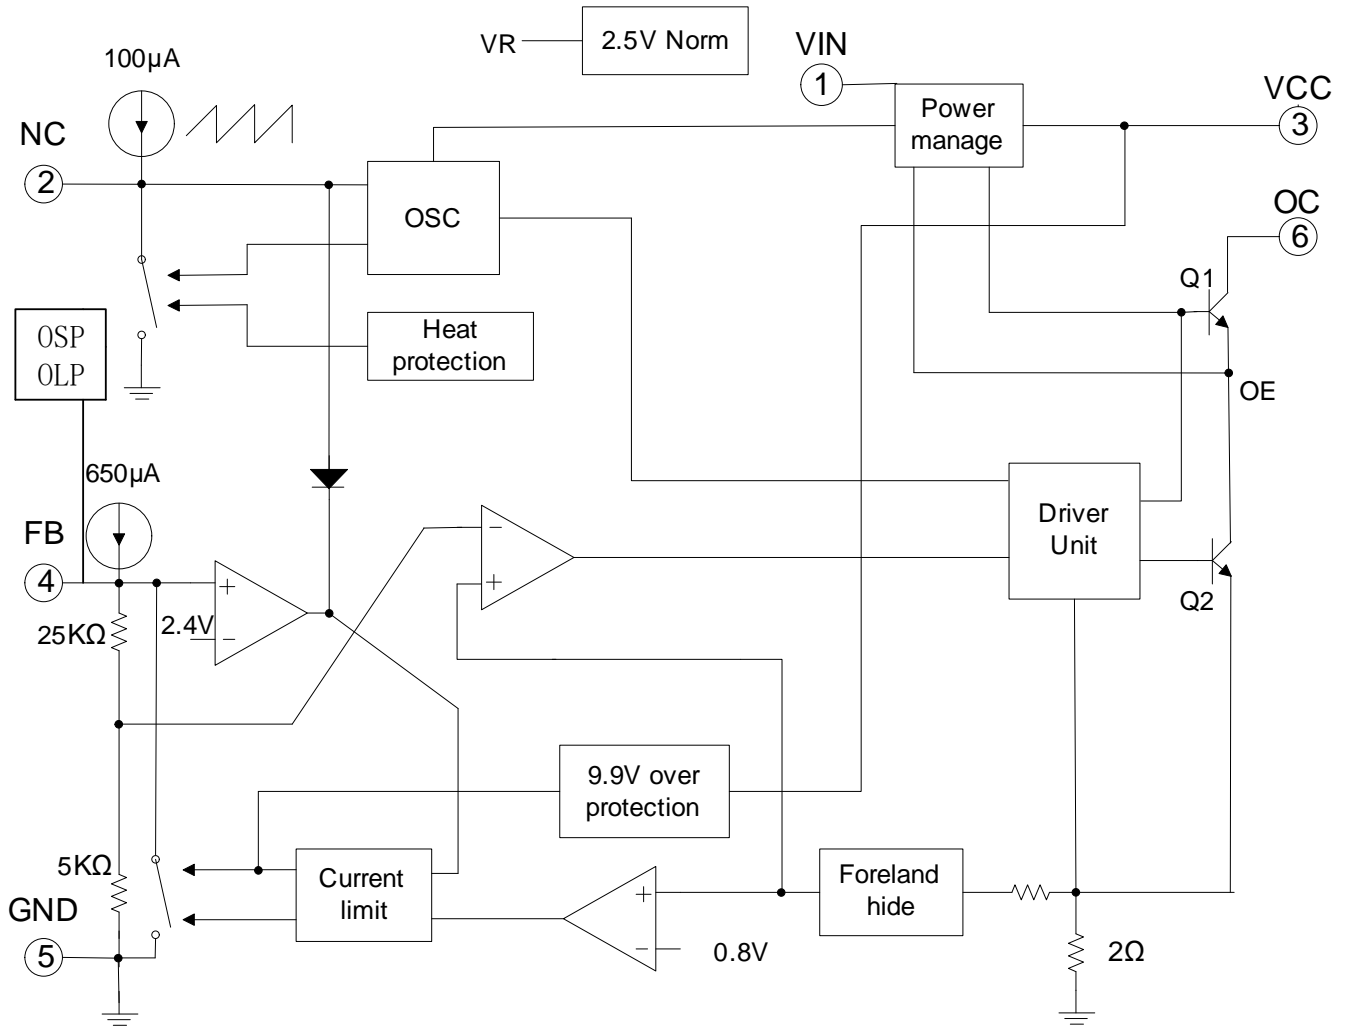 VR
2.5V Norm
VIN
1
100μA
Power
manage
VCC
3
NC
2
OSC
OC
6
Q1
Heat
protection
OSP
OLP
OE
650μA
FB
4
−
+
Driver
Unit
+
2.4V
−
25KΩ
Q2
9.9V over
protection
5KΩ
GND
5
Current
limit
+
−
0.8V
Foreland
hide
2Ω